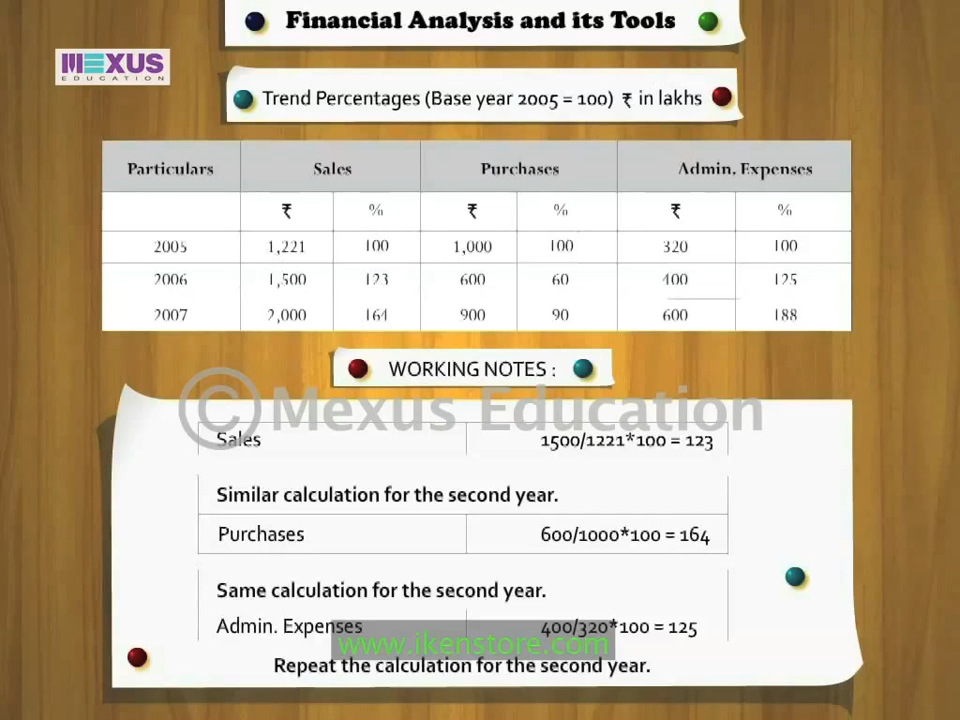 Financial Analysis and its Tools
MEXUS
EDUCATION
Trend Percentages (Base year 2005 = 100) ₹ in lakhs
Particulars Sales Purchases Admin. Expenses
₹ % ₹ % ₹ %
2005 1,221 100 1,000 100 320 100
2006 1,500 123 600 60 400 125
2007 2,000 164 900 90 600 188
WORKING NOTES :
© Mexus Education
Sales 1500/1221*100 = 123
Similar calculation for the second year.
Purchases 600/1000*100 = 164
Same calculation for the second year.
Admin. Expenses 400/320*100 = 125
www.ikenstore.com
Repeat the calculation for the second year.